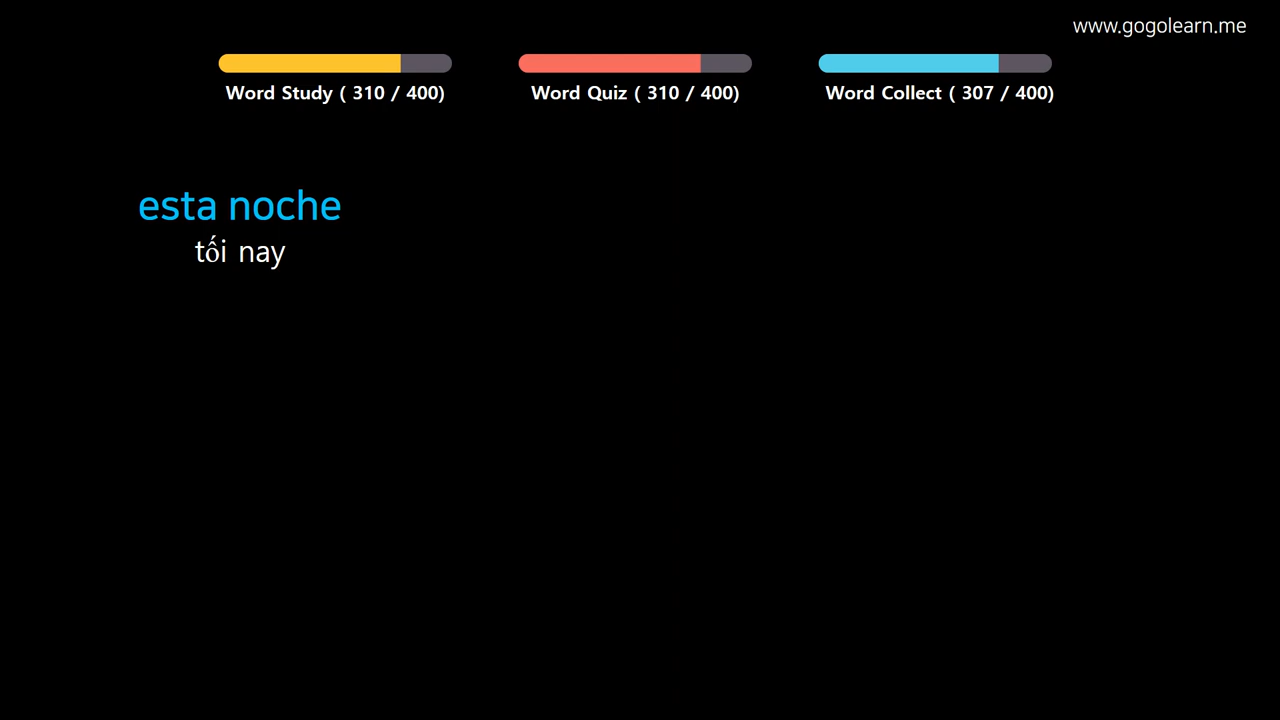 www.gogolearn.me
Word Study ( 310 / 400)
Word Quiz ( 310 / 400)
Word Collect ( 307 / 400)
esta noche
tối nay